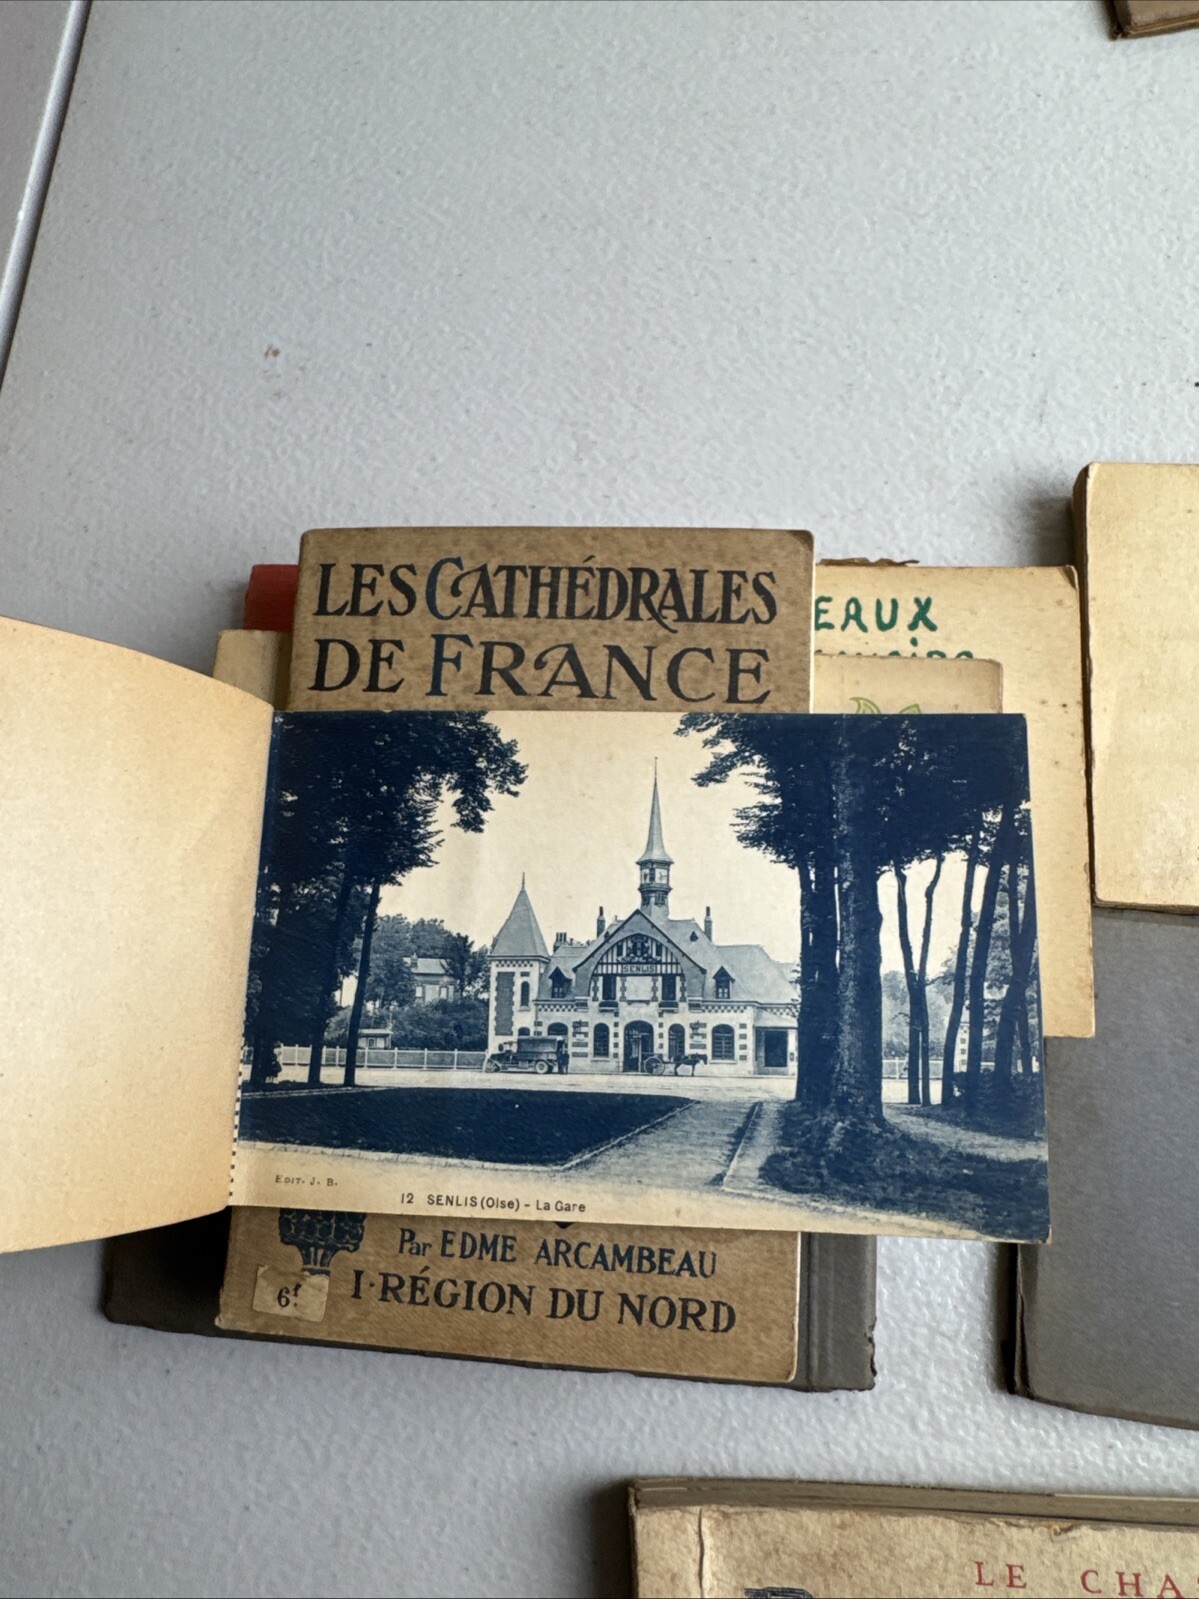 LES CATHÉDRALES
DE FRANCE
EAUX
SENLIS
EDIT. J. B.
12 SENLIS (Oise) - La Gare
Par EDME ARCAMBEAU
6f.
I · RÉGION DU NORD
LE CHA